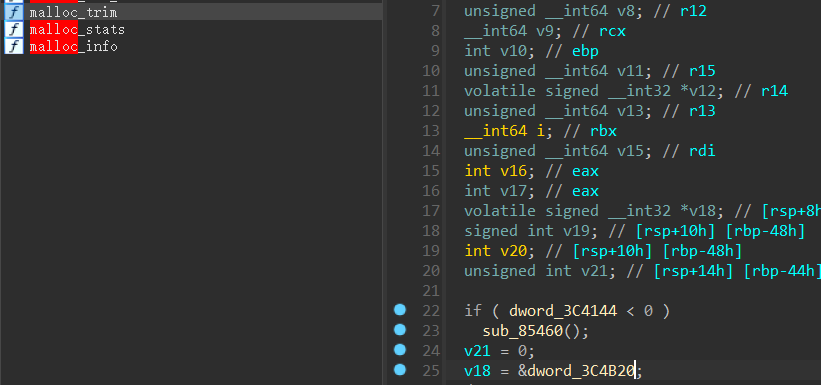 f malloc_trim
f malloc_stats
f malloc_info
7 unsigned __int64 v8; // r12
8 __int64 v9; // rcx
9 int v10; // ebp
10 unsigned __int64 v11; // r15
11 volatile signed __int32 *v12; // r14
12 unsigned __int64 v13; // r13
13 __int64 i; // rbx
14 unsigned __int64 v15; // rdi
15 int v16; // eax
16 int v17; // eax
17 volatile signed __int32 *v18; // [rsp+8h
18 signed int v19; // [rsp+10h] [rbp-48h]
19 int v20; // [rsp+10h] [rbp-48h]
20 unsigned int v21; // [rsp+14h] [rbp-44h]
21
22 if ( dword_3C4144 < 0 )
23 sub_85460();
24 v21 = 0;
25 v18 = &dword_3C4B20;